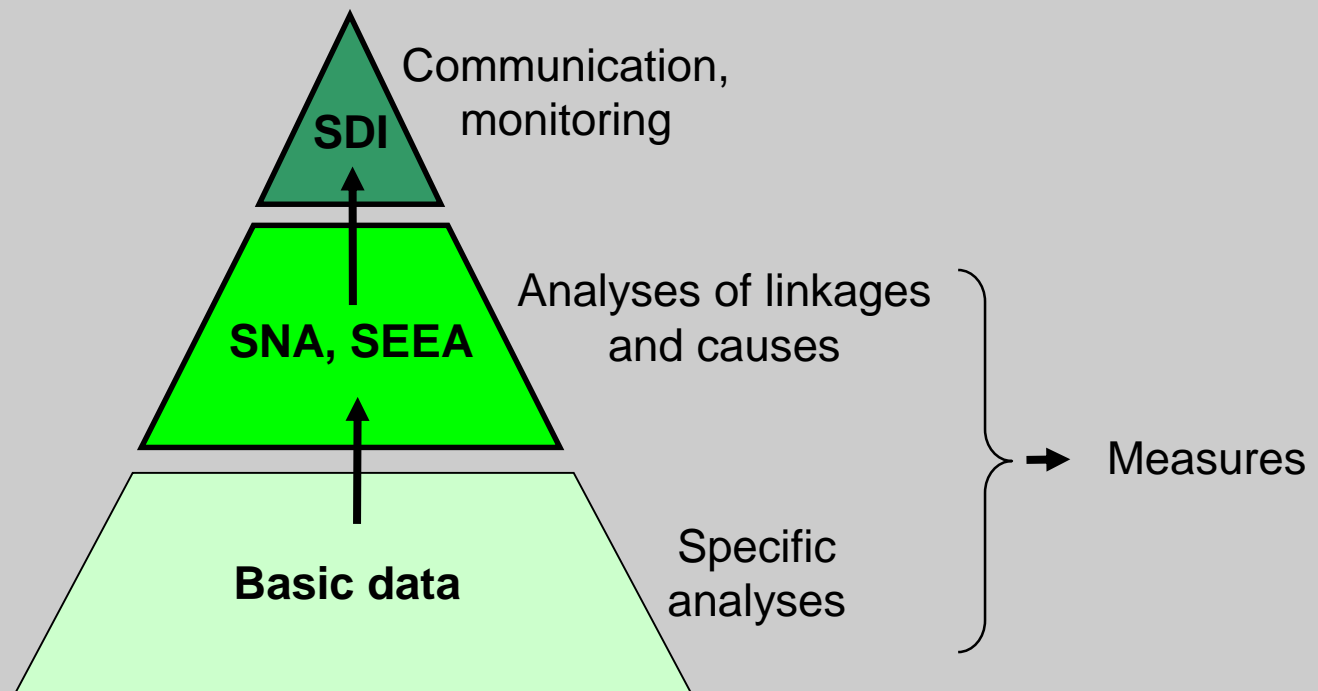 Communication,
monitoring
SDI
Analyses of linkages
and causes
SNA, SEEA
Measures
Specific
analyses
Basic data